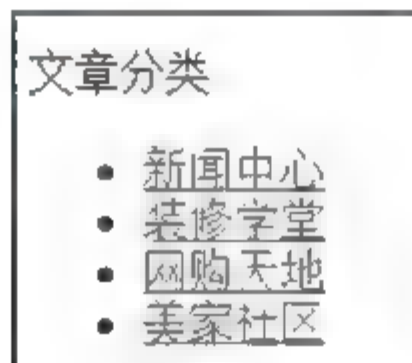 文章分类
新闻中心
装修学堂
网购天地
美家社区